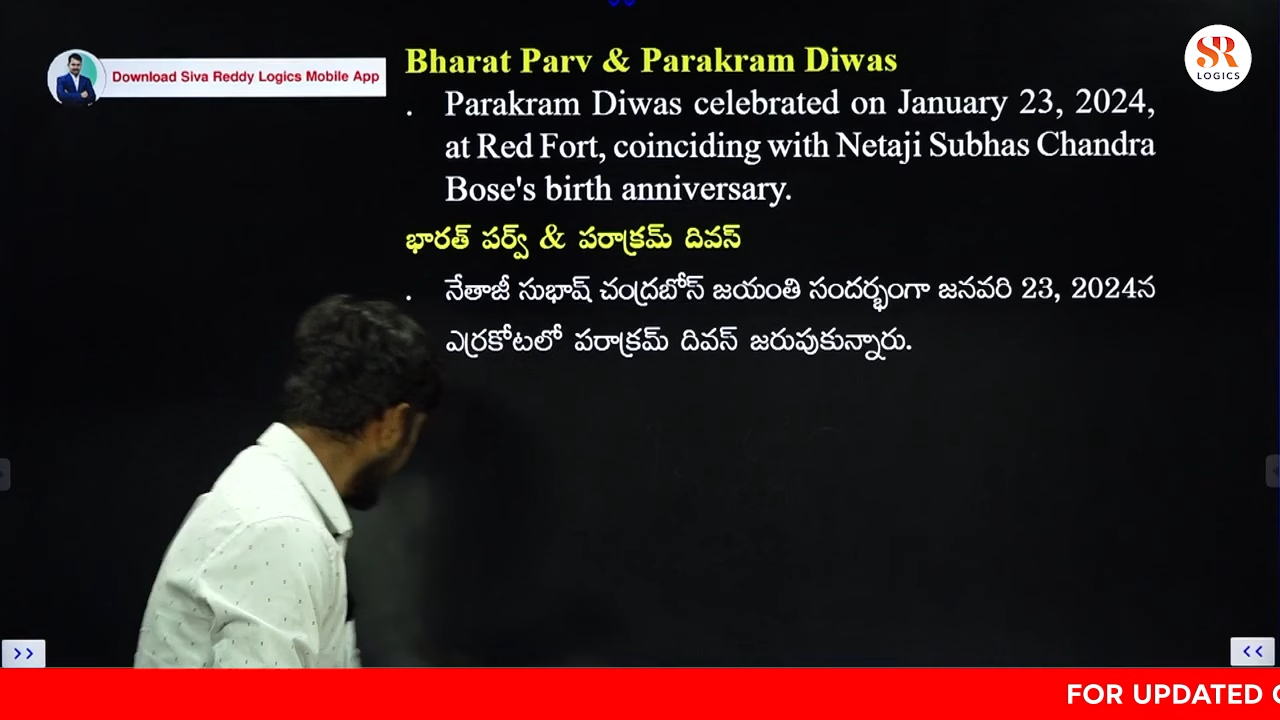 Download Siva Reddy Logics Mobile App
SR
LOGICS
Bharat Parv & Parakram Diwas
. Parakram Diwas celebrated on January 23, 2024,
at Red Fort, coinciding with Netaji Subhas Chandra
Bose's birth anniversary.
భారత్ పర్వ్ & పరాక్రమ్ దివస్
. నేతాజీ సుభాష్ చంద్రబోస్ జయంతి సందర్భంగా జనవరి 23, 2024న
ఎర్రకోటలో పరాక్రమ్ దివస్ జరుపుకున్నారు.
>>
<<
FOR UPDATED